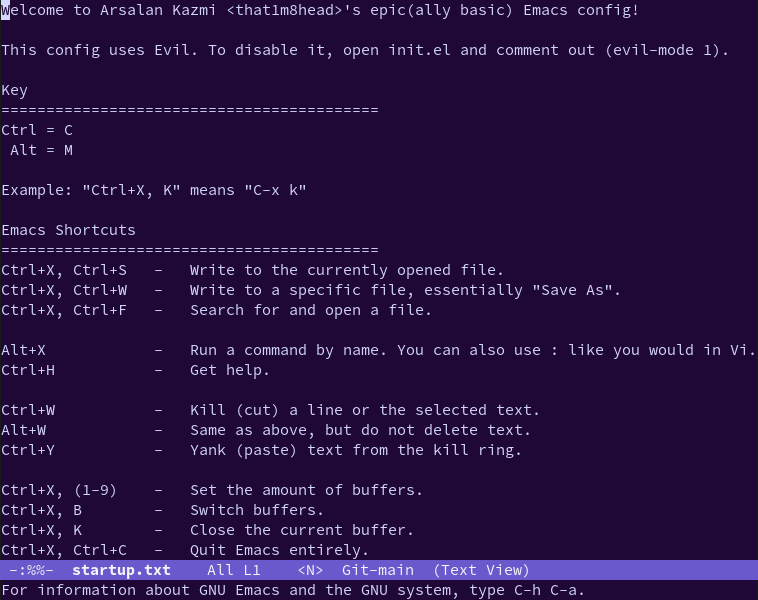 Welcome to Arsalan Kazmi <that1m8head>'s epic(ally basic) Emacs config!
This config uses Evil. To disable it, open init.el and comment out (evil-mode 1).
Key
==========================================
Ctrl = C
 Alt = M
Example: "Ctrl+X, K" means "C-x k"
Emacs Shortcuts
==========================================
Ctrl+X, Ctrl+S   -   Write to the currently opened file.
Ctrl+X, Ctrl+W   -   Write to a specific file, essentially "Save As".
Ctrl+X, Ctrl+F   -   Search for and open a file.
Alt+X            -   Run a command by name. You can also use : like you would in Vi.
Ctrl+H           -   Get help.
Ctrl+W           -   Kill (cut) a line or the selected text.
Alt+W            -   Same as above, but do not delete text.
Ctrl+Y           -   Yank (paste) text from the kill ring.
Ctrl+X, (1-9)    -   Set the amount of buffers.
Ctrl+X, B        -   Switch buffers.
Ctrl+X, K        -   Close the current buffer.
Ctrl+X, Ctrl+C   -   Quit Emacs entirely.
 -:%%-  startup.txt    All L1    <N>  Git-main  (Text View)
For information about GNU Emacs and the GNU system, type C-h C-a.